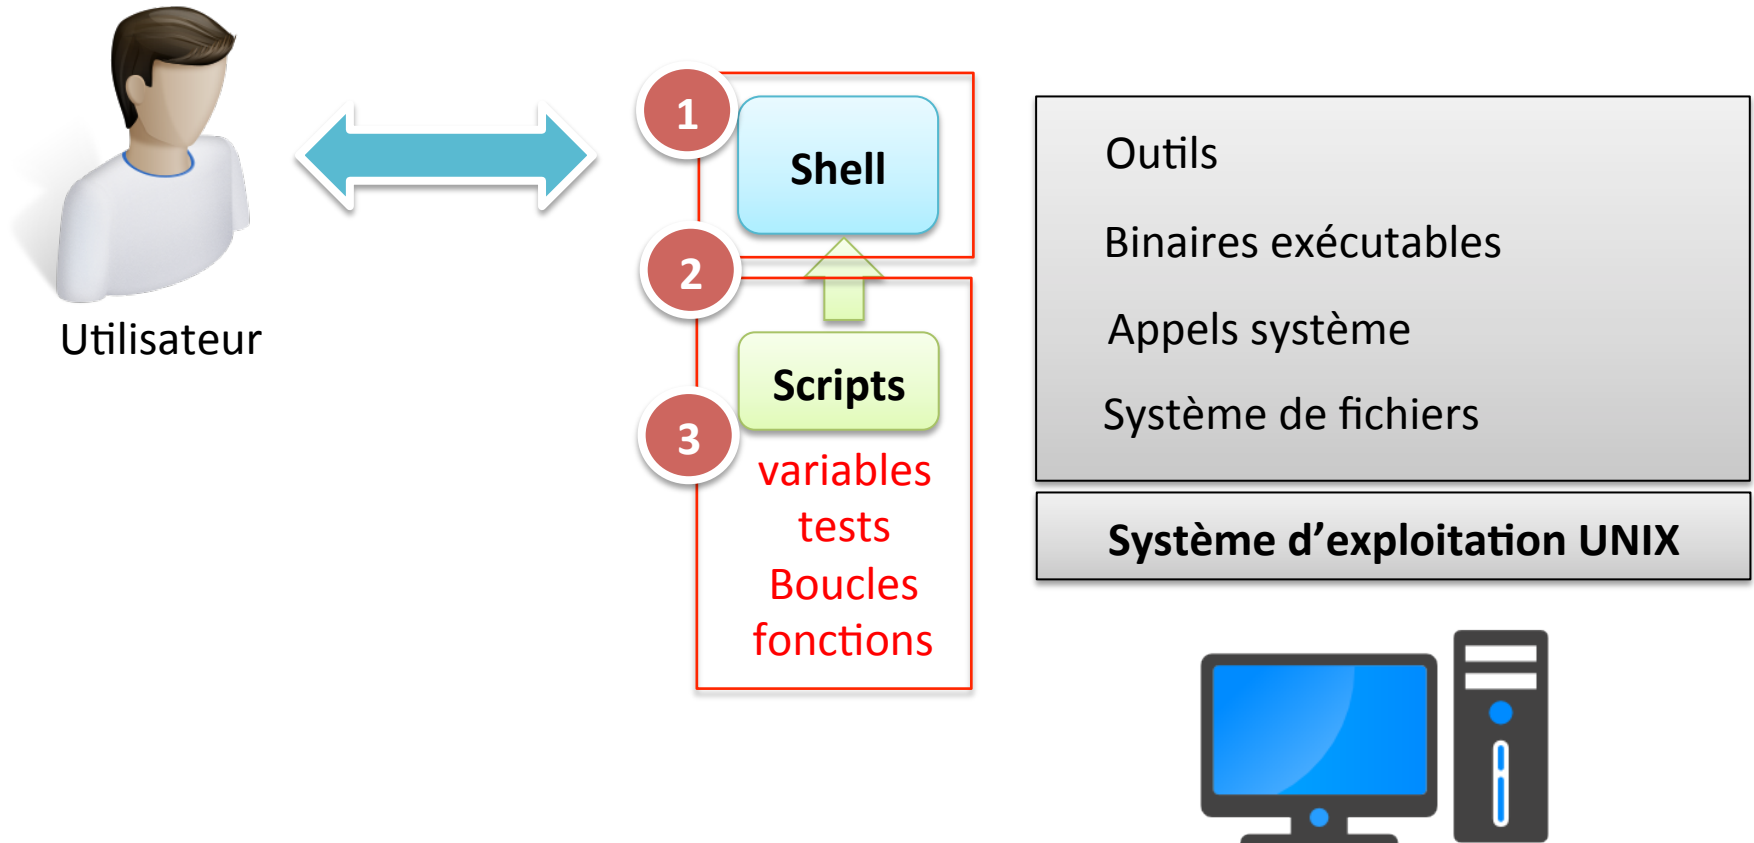 Utilisateur
1
Shell
2
Scripts
3
variables
tests
Boucles
fonctions
Outils
Binaires exécutables
Appels système
Système de fichiers
Système d’exploitation UNIX